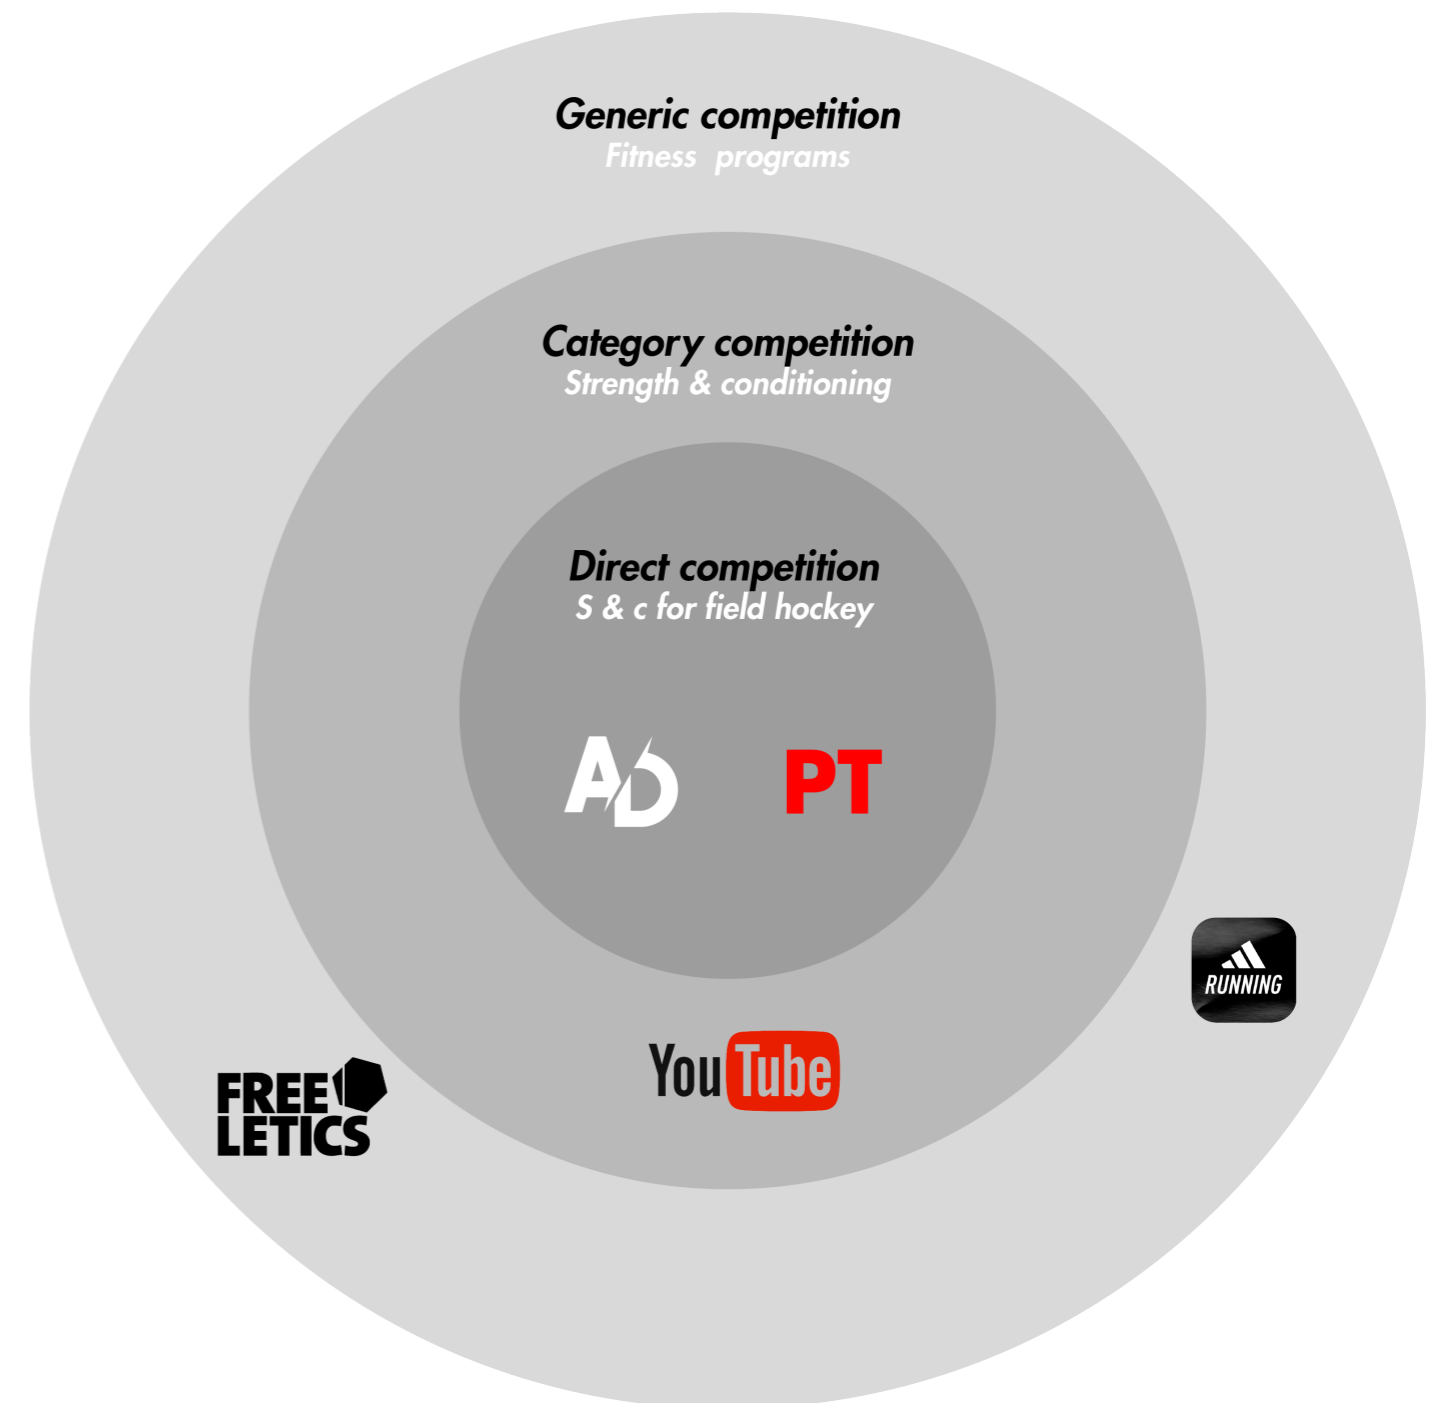 Generic competition
Fitness programs
Category competition
Strength & conditioning
Direct competition
S & c for field hockey
AD
PT
RUNNING
YouTube
FREE
LETICS